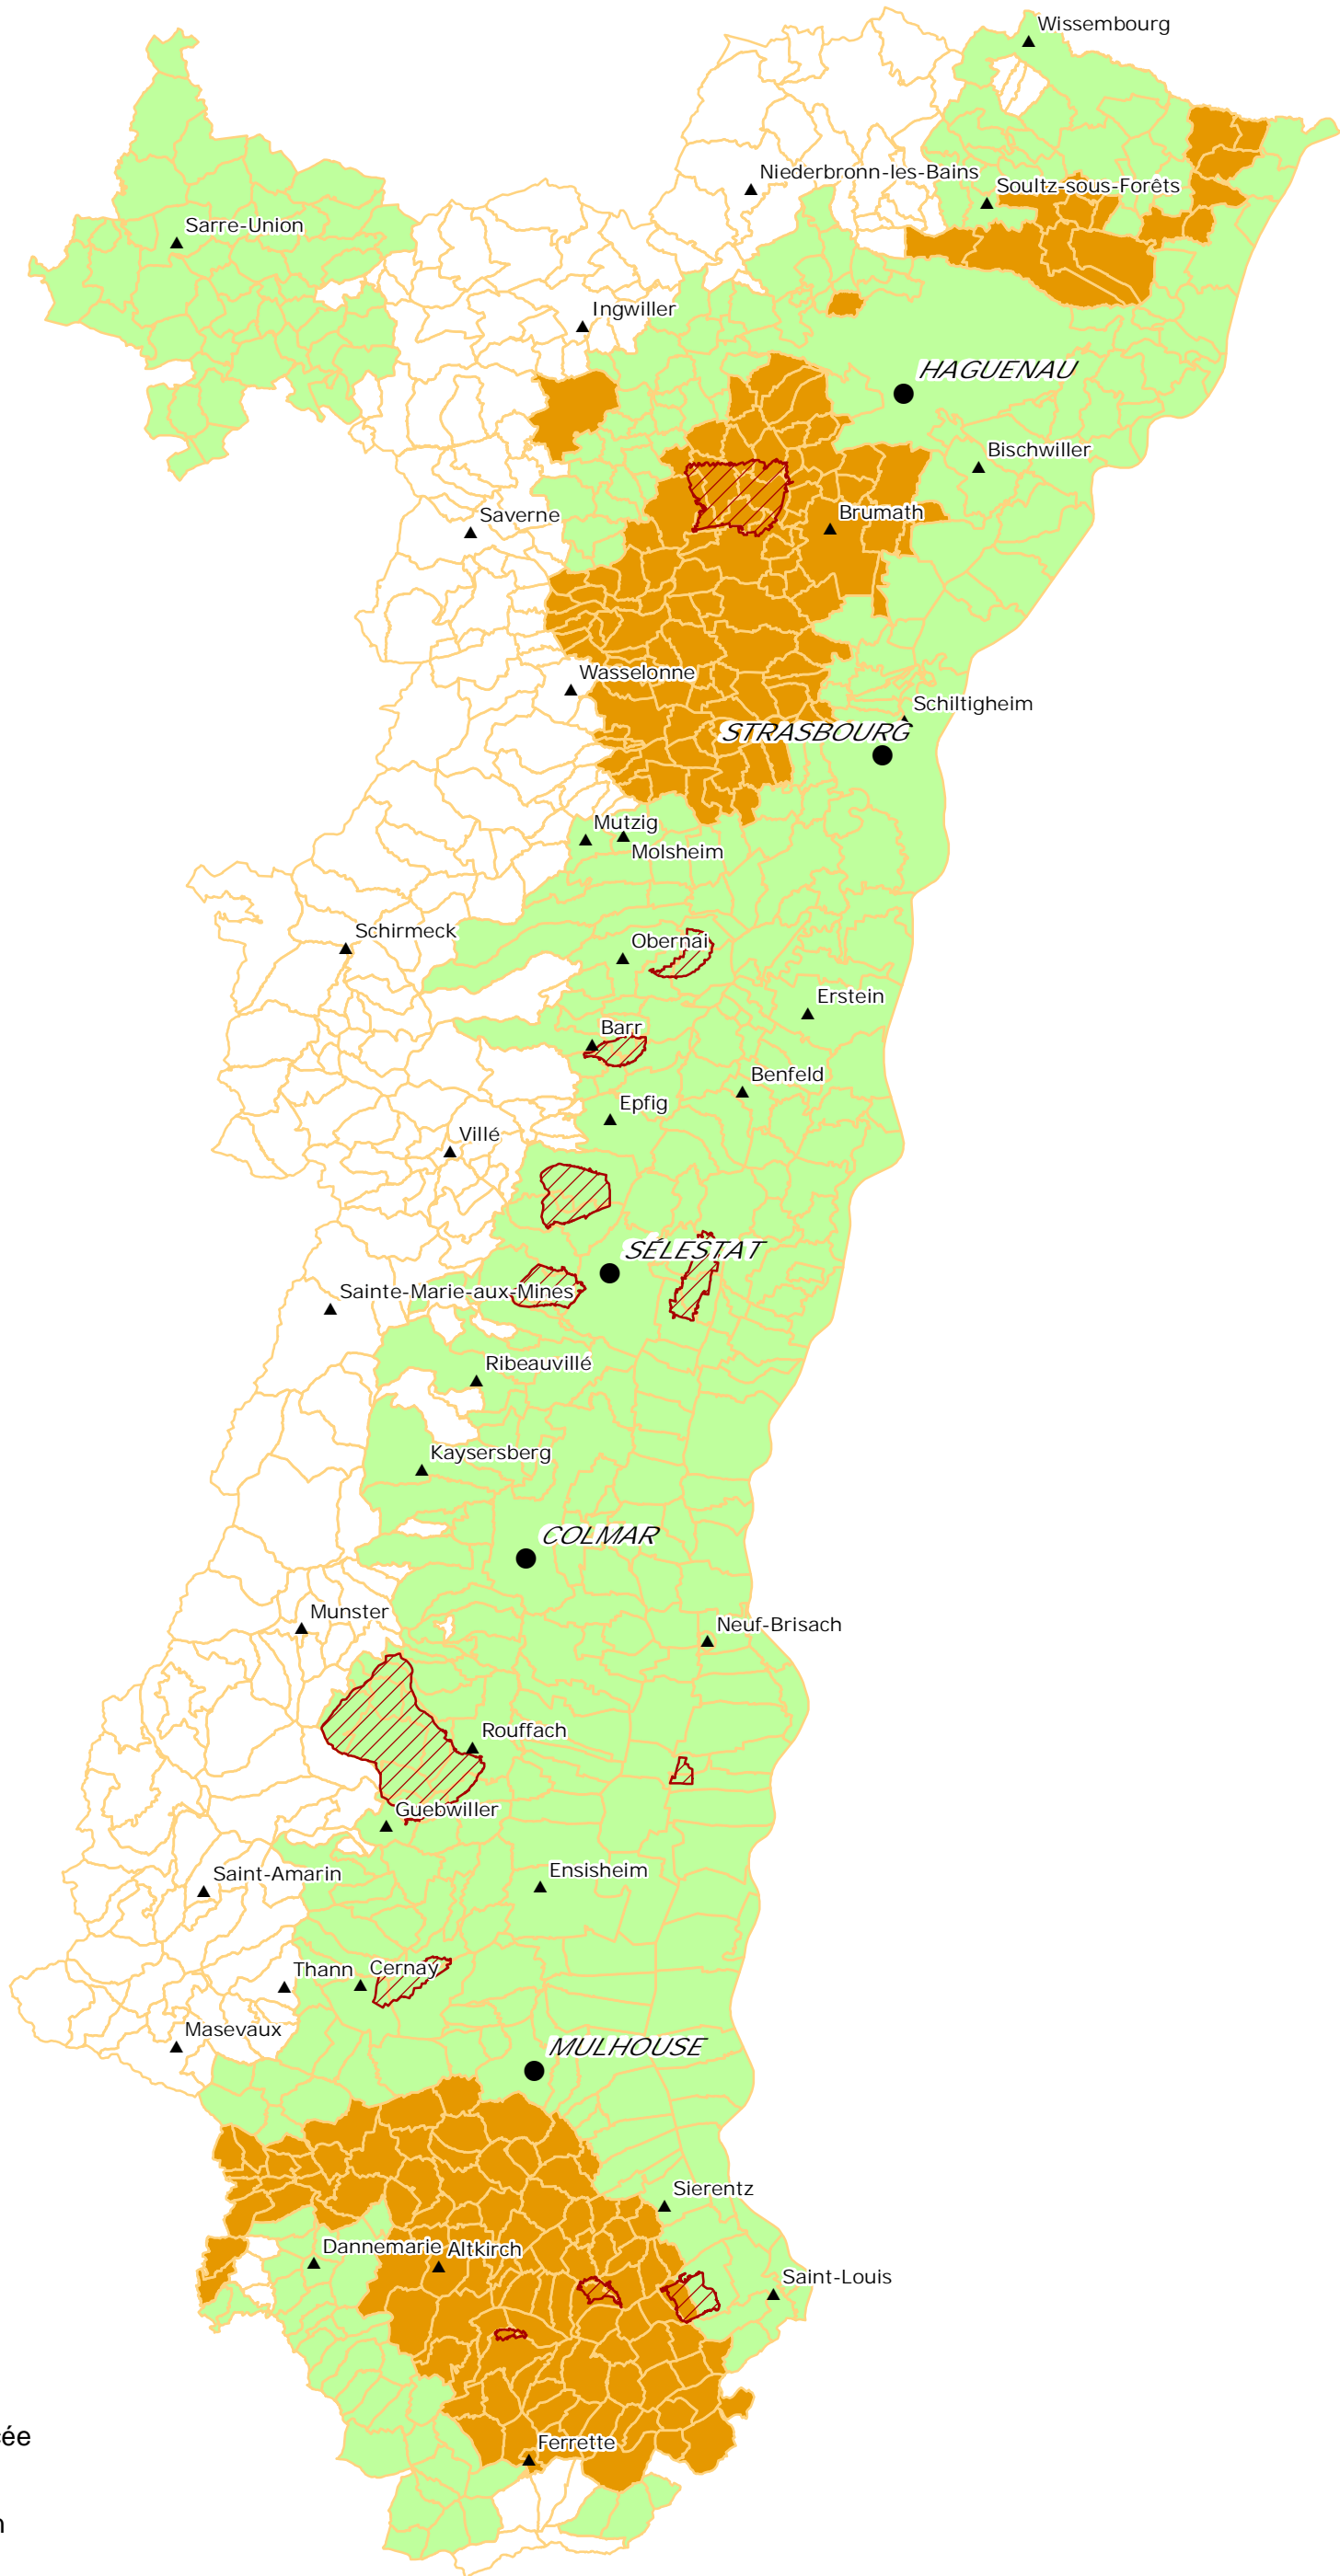 Wissembourg
Niederbronn-les-Bains
Soultz-sous-Forêts
Sarre-Union
Ingwiller
HAGUENAU
Bischwiller
Saverne
Brumath
Wasselonne
Schiltigheim
STRASBOURG
Mutzig
Molsheim
Schirmeck
Obernai
Erstein
Barr
Benfeld
Epfig
Villé
SÉLESTAT
Sainte-Marie-aux-Mines
Ribeauvillé
Kaysersberg
COLMAR
Munster
Neuf-Brisach
Rouffach
Guebwiller
Saint-Amarin
Ensisheim
Thann
Cernay
Masevaux
MULHOUSE
Sierentz
Dannemarie
Altkirch
Saint-Louis
Ferrette